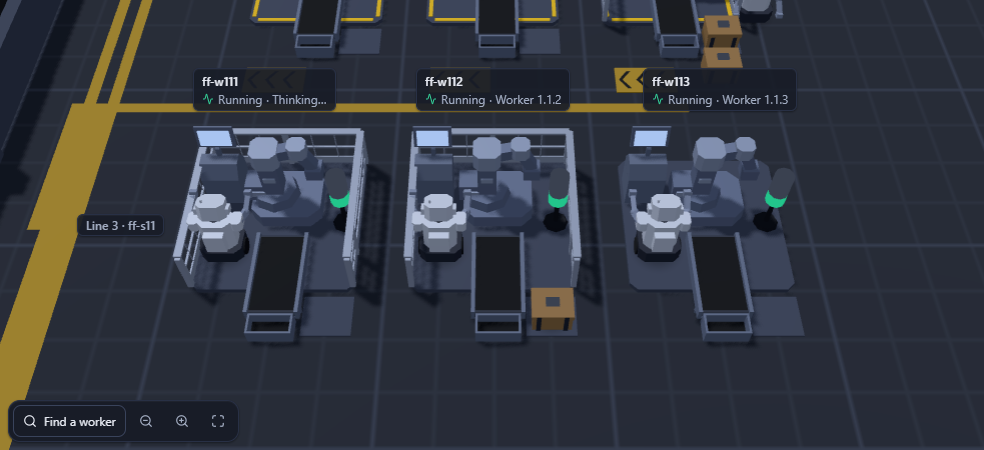 ff-w111
Running · Thinking...
ff-w112
Running · Worker 1.1.2
ff-w113
Running · Worker 1.1.3
Line 3 · ff-s11
Find a worker